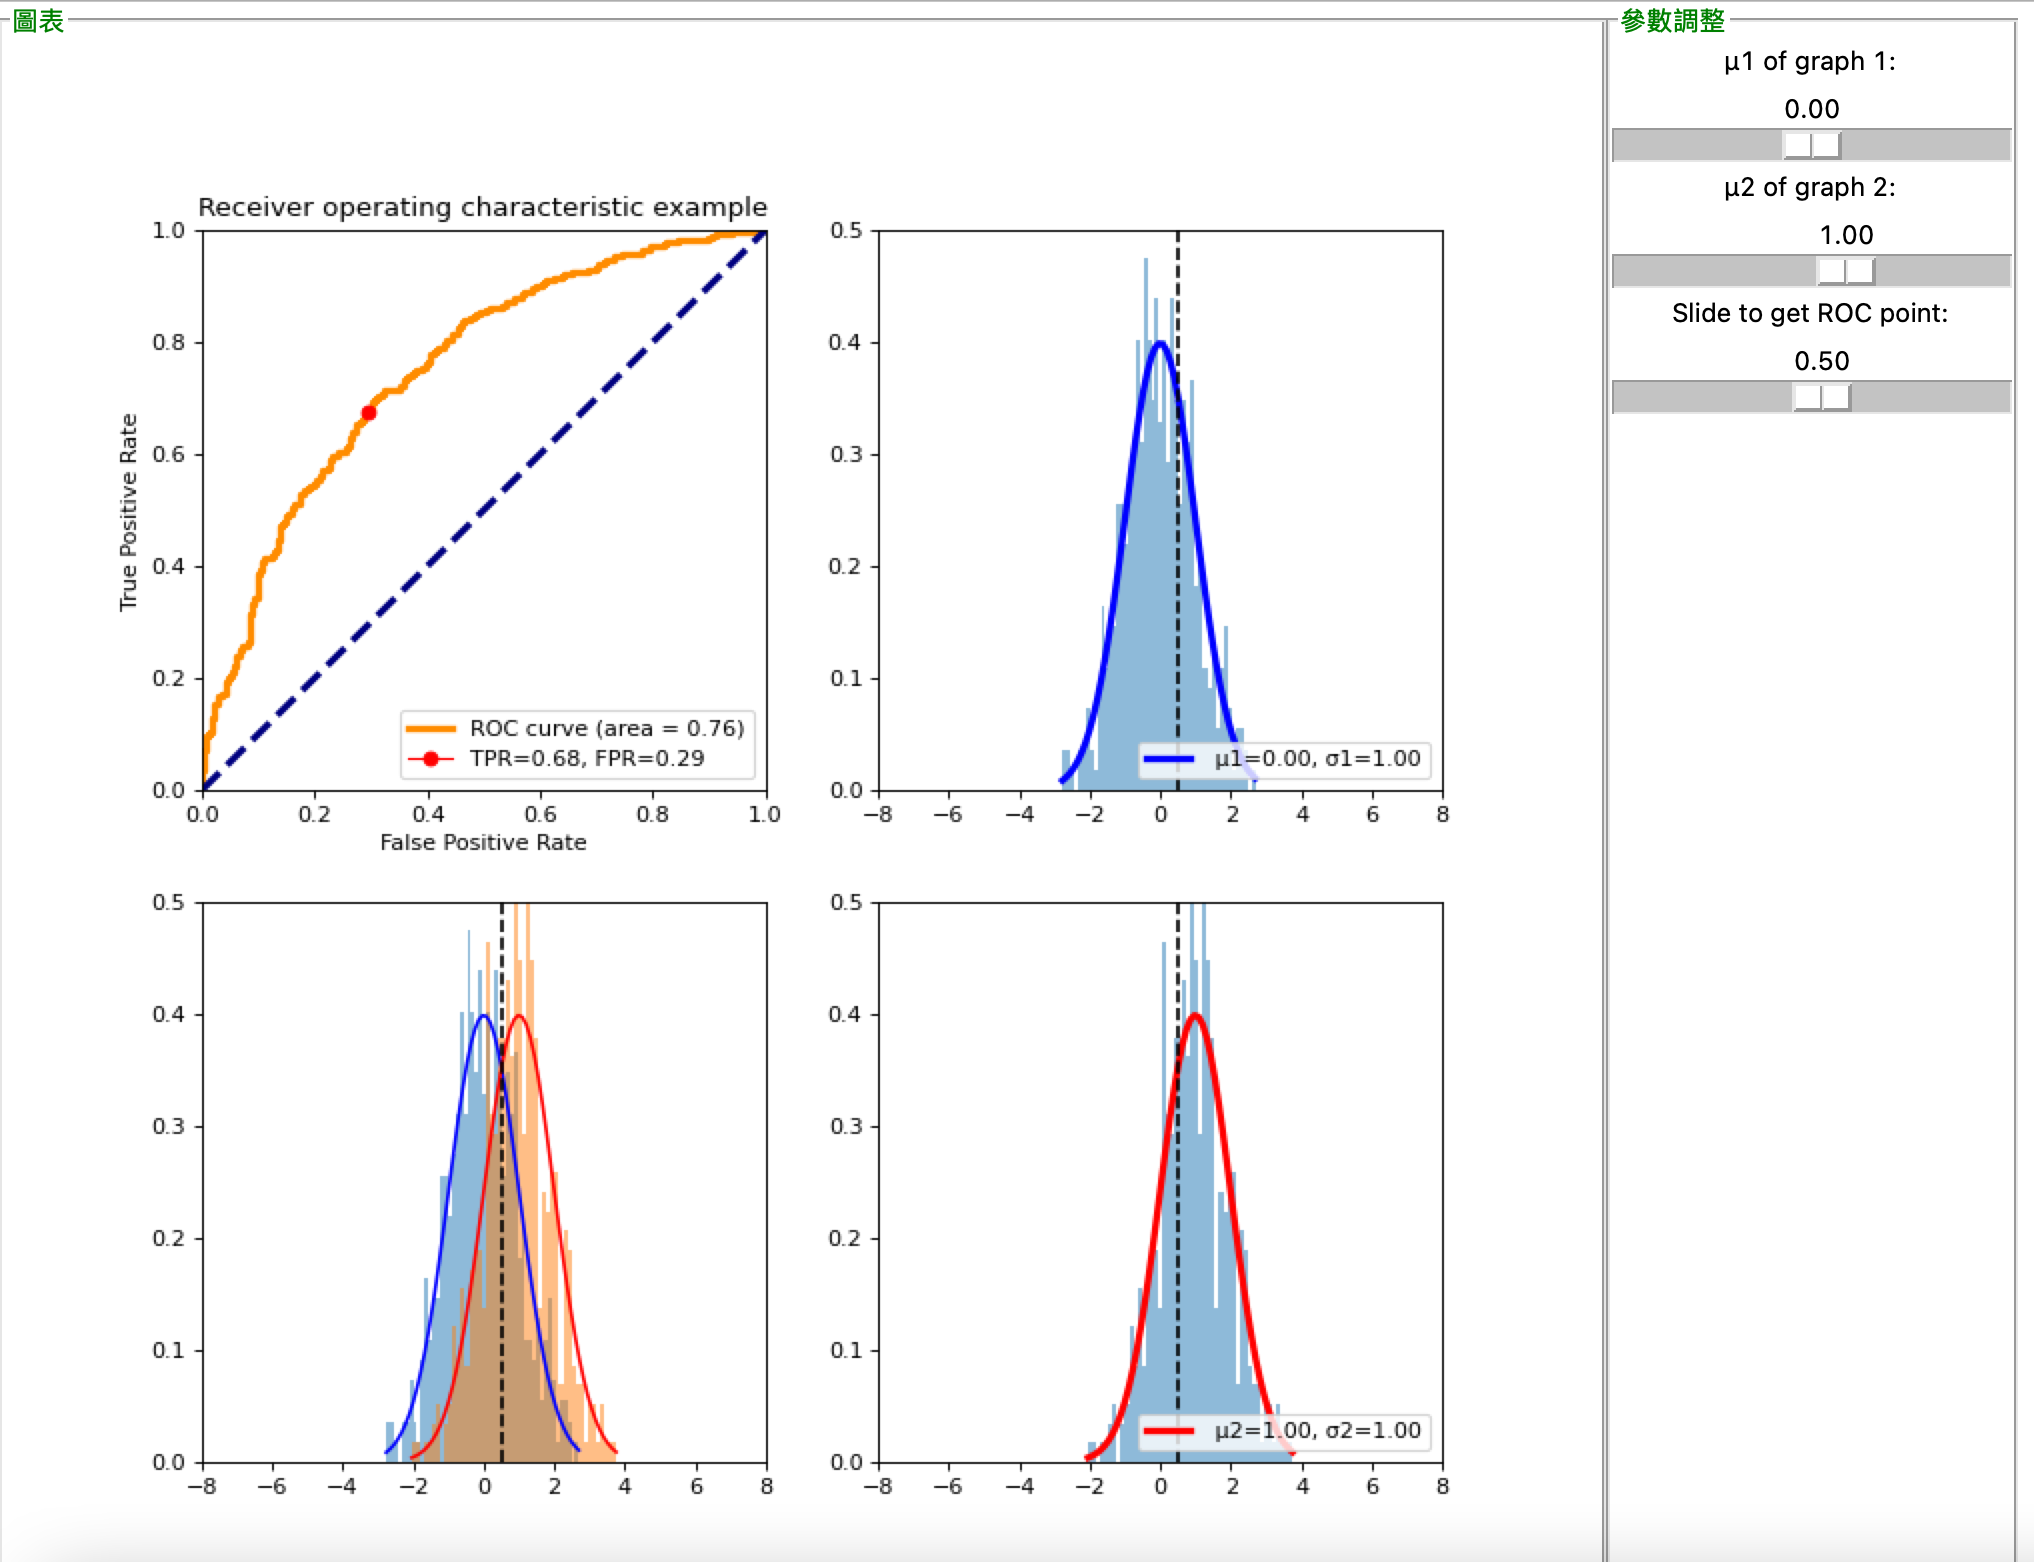 圖表
參數調整
μ1 of graph 1:
0.00
μ2 of graph 2:
1.00
Slide to get ROC point:
0.50
Receiver operating characteristic example
1.0
0.8
0.6
0.4
0.2
0.0
True Positive Rate
0.0 0.2 0.4 0.6 0.8 1.0
False Positive Rate
ROC curve (area = 0.76)
TPR=0.68, FPR=0.29
0.5
0.4
0.3
0.2
0.1
0.0
−8 −6 −4 −2 0 2 4 6 8
μ1=0.00, σ1=1.00
0.5
0.4
0.3
0.2
0.1
0.0
−8 −6 −4 −2 0 2 4 6 8
0.5
0.4
0.3
0.2
0.1
0.0
−8 −6 −4 −2 0 2 4 6 8
μ2=1.00, σ2=1.00